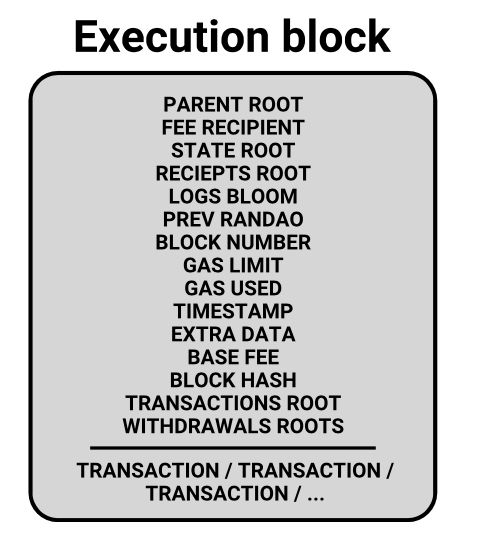 Execution block
PARENT ROOT
FEE RECIPIENT
STATE ROOT
RECIEPTS ROOT
LOGS BLOOM
PREV RANDAO
BLOCK NUMBER
GAS LIMIT
GAS USED
TIMESTAMP
EXTRA DATA
BASE FEE
BLOCK HASH
TRANSACTIONS ROOT
WITHDRAWALS ROOTS
TRANSACTION / TRANSACTION /
TRANSACTION / ...